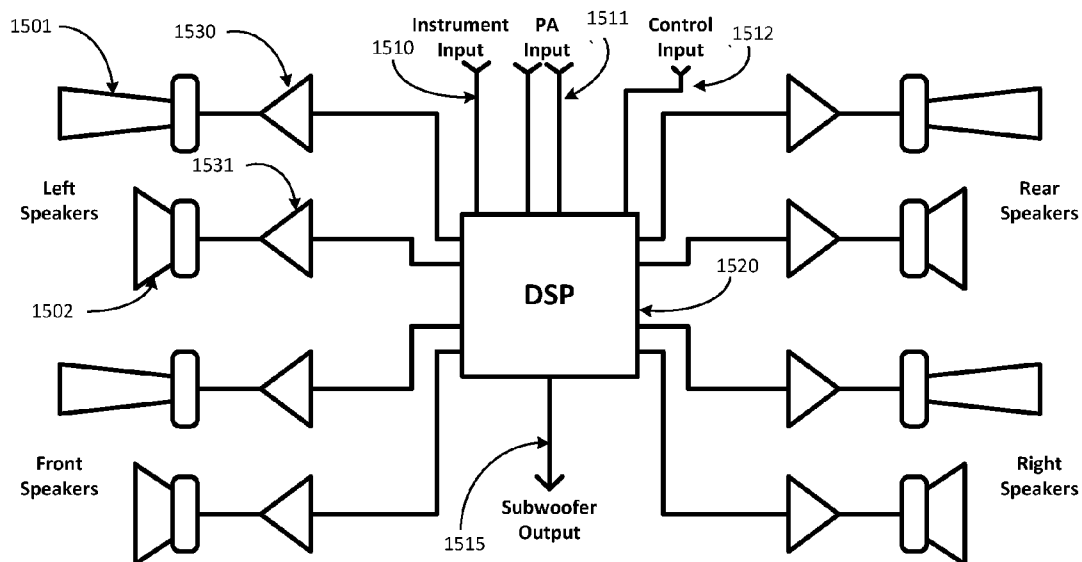 1501
1530
Instrument
Input
1510
PA
Input
1511
Control
Input
1512
Left
Speakers
1531
1502
DSP
1520
Rear
Speakers
Front
Speakers
Right
Speakers
Subwoofer
Output
1515